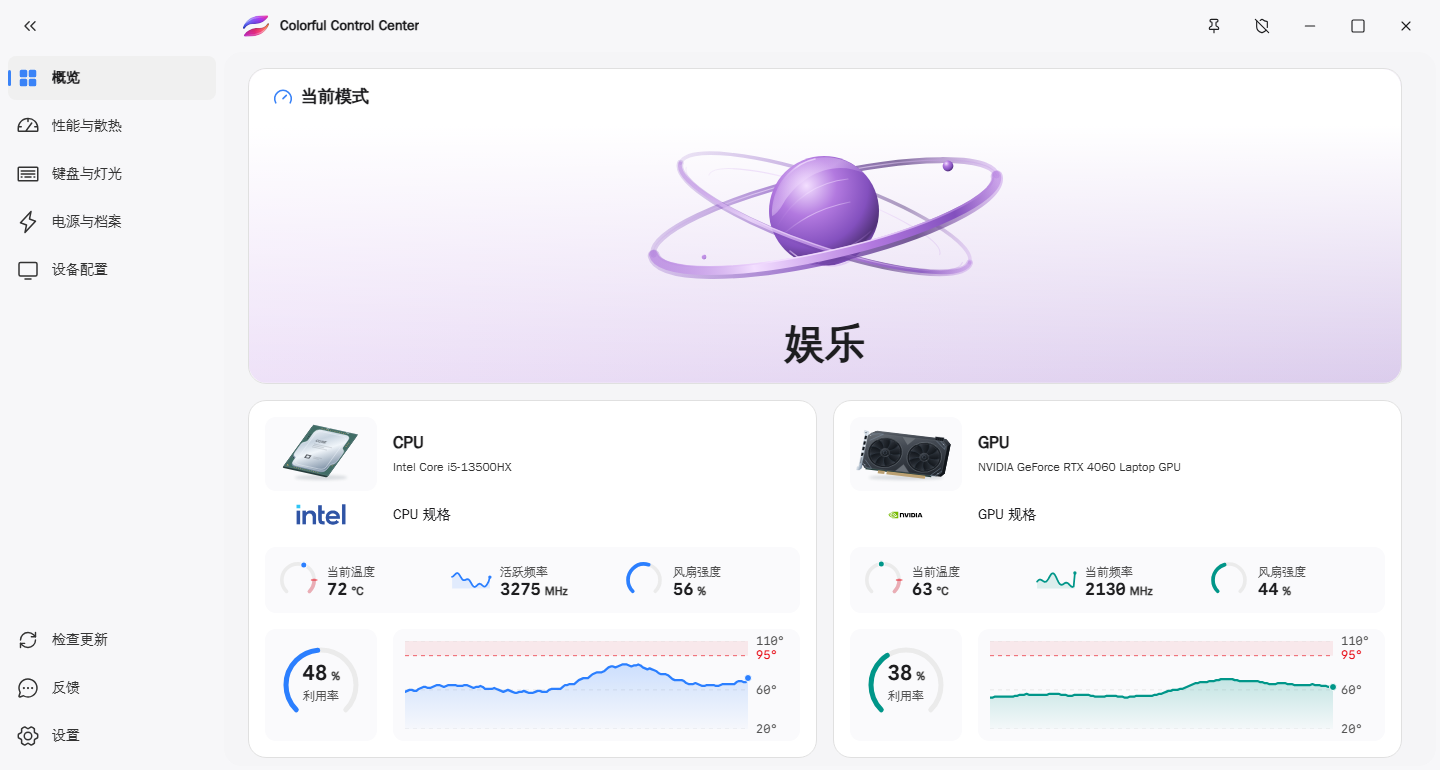 Colorful Control Center
概览
性能与散热
键盘与灯光
电源与档案
设备配置
检查更新
反馈
设置
当前模式
娱乐
CPU
Intel Core i5-13500HX
intel
CPU 规格
当前温度
72 °C
活跃频率
3275 MHz
风扇强度
56 %
48 %
利用率
110°
95°
60°
20°
GPU
NVIDIA GeForce RTX 4060 Laptop GPU
NVIDIA
GPU 规格
当前温度
63 °C
当前频率
2130 MHz
风扇强度
44 %
38 %
利用率
110°
95°
60°
20°